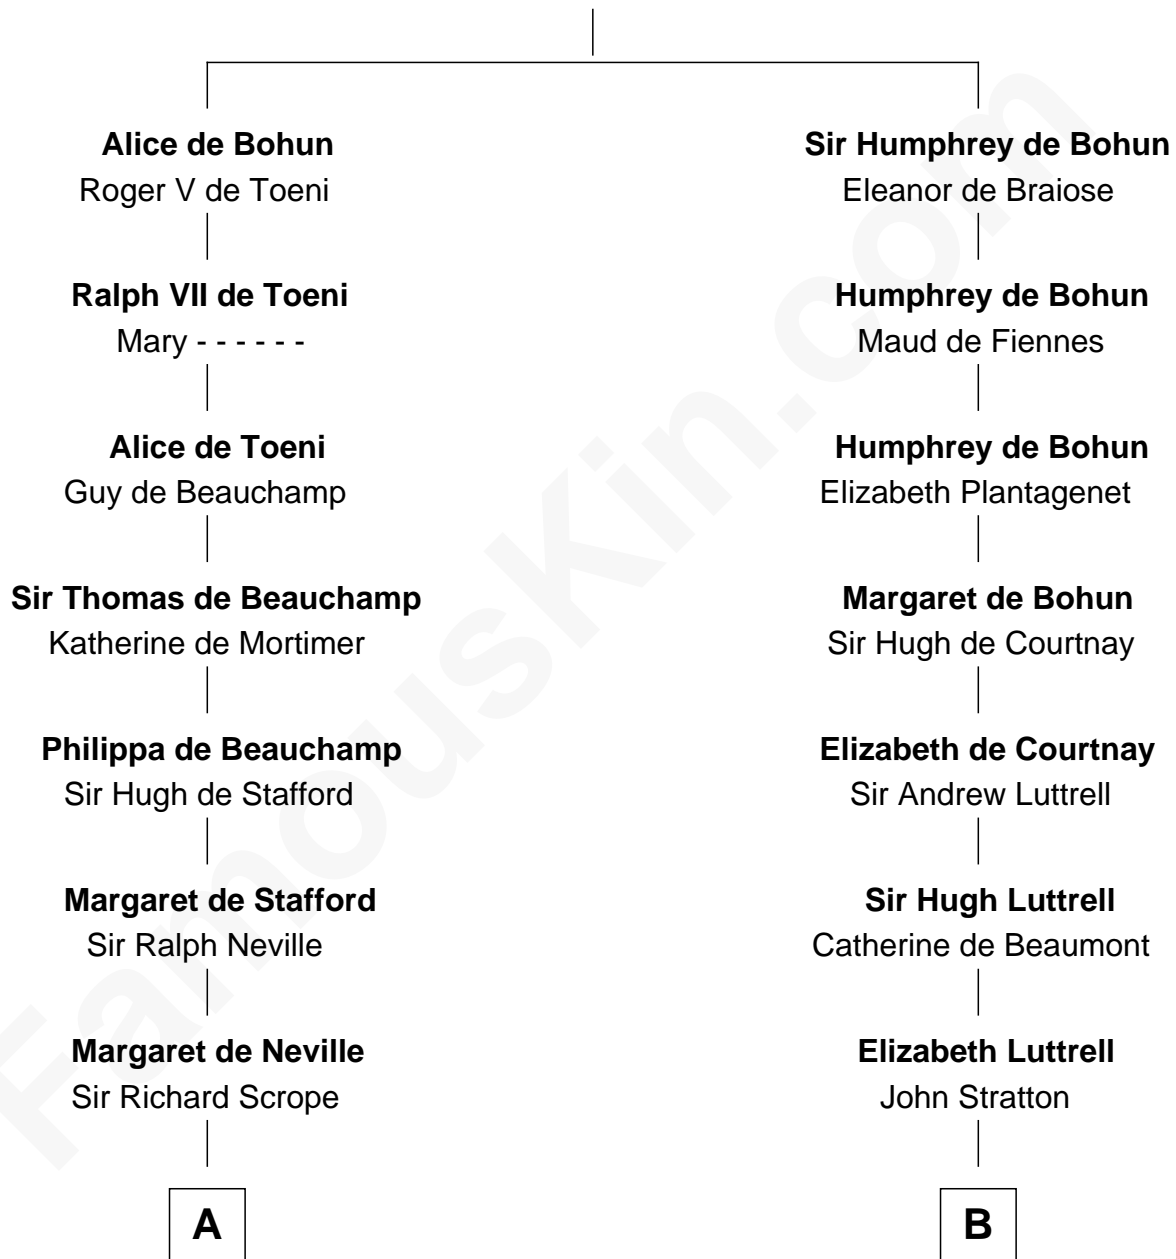 Alice de Bohun
Roger V de Toeni
Ralph VII de Toeni
Mary - - - - - -
Alice de Toeni
Guy de Beauchamp
Sir Thomas de Beauchamp
Katherine de Mortimer
Philippa de Beauchamp
Sir Hugh de Stafford
Margaret de Stafford
Sir Ralph Neville
Margaret de Neville
Sir Richard Scrope
A
Sir Humphrey de Bohun
Eleanor de Braiose
Humphrey de Bohun
Maud de Fiennes
Humphrey de Bohun
Elizabeth Plantagenet
Margaret de Bohun
Sir Hugh de Courtnay
Elizabeth de Courtnay
Sir Andrew Luttrell
Sir Hugh Luttrell
Catherine de Beaumont
Elizabeth Luttrell
John Stratton
B
FamousKin.com